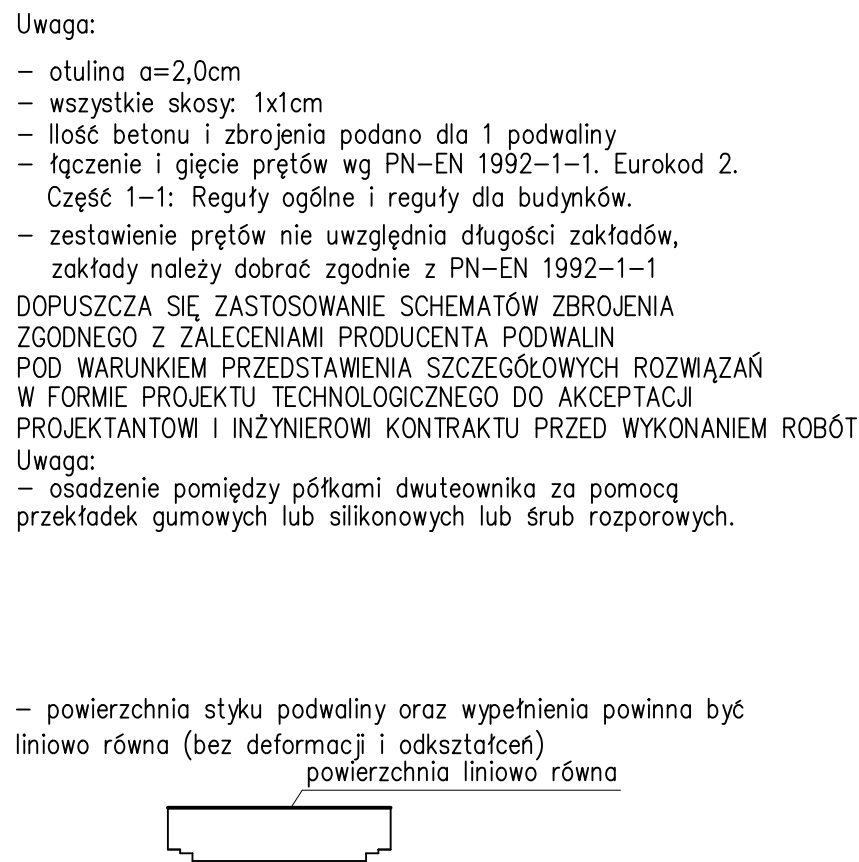 Uwaga:
– otulina a=2,0cm
– wszystkie skosy: 1x1cm
– Ilość betonu i zbrojenia podano dla 1 podwaliny
– łączenie i gięcie prętów wg PN–EN 1992–1–1. Eurokod 2.
Część 1–1: Reguły ogólne i reguły dla budynków.
– zestawienie prętów nie uwzględnia długości zakładów,
zakłady należy dobrać zgodnie z PN–EN 1992–1–1
DOPUSZCZA SIĘ ZASTOSOWANIE SCHEMATÓW ZBROJENIA
ZGODNEGO Z ZALECENIAMI PRODUCENTA PODWALIN
POD WARUNKIEM PRZEDSTAWIENIA SZCZEGÓŁOWYCH ROZWIĄZAŃ
W FORMIE PROJEKTU TECHNOLOGICZNEGO DO AKCEPTACJI
PROJEKTANTOWI I INŻYNIEROWI KONTRAKTU PRZED WYKONANIEM ROBÓT
Uwaga:
– osadzenie pomiędzy półkami dwuteownika za pomocą
przekładek gumowych lub silikonowych lub śrub rozporowych.
– powierzchnia styku podwaliny oraz wypełnienia powinna być
liniowo równa (bez deformacji i odkształceń)
powierzchnia liniowo równa